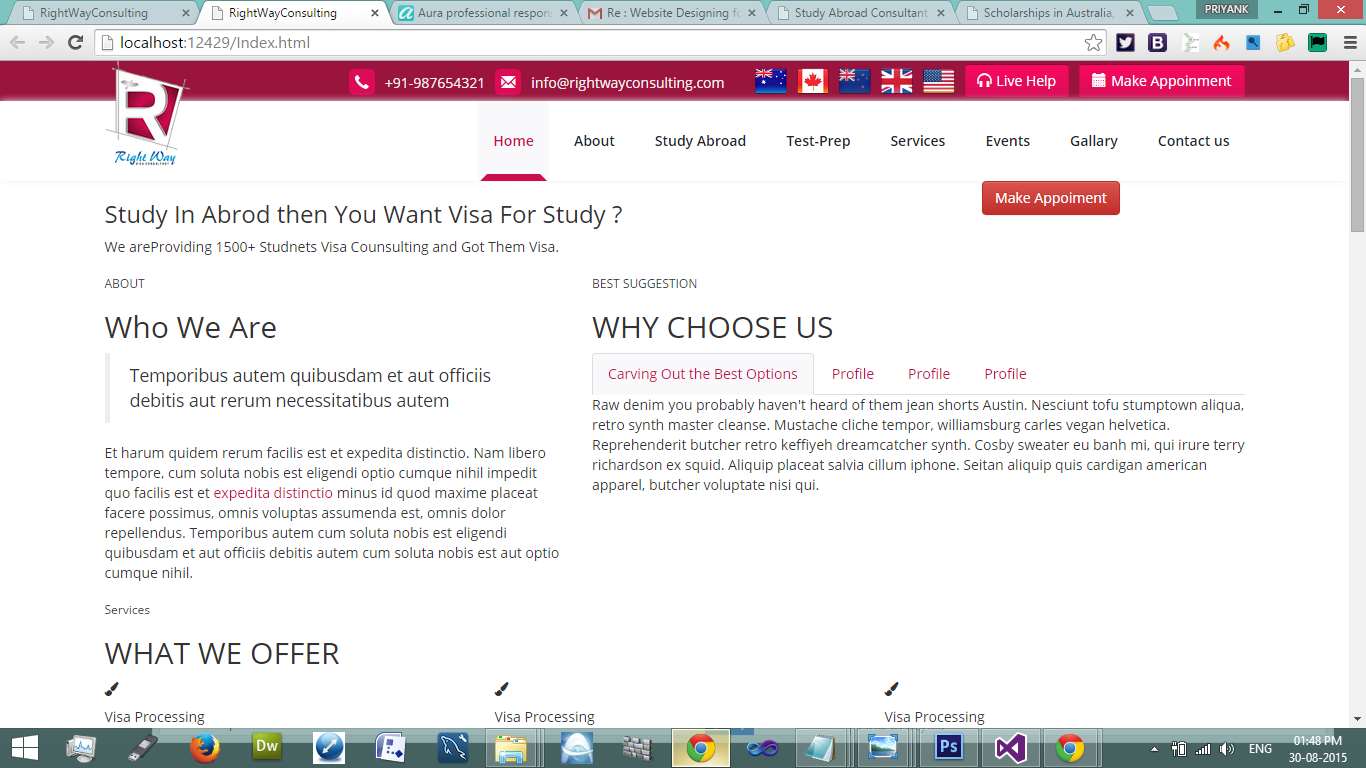 RightWayConsulting
RightWayConsulting
Aura professional respon
Re : Website Designing fo
Study Abroad Consultant
Scholarships in Australia,
PRIYANK
localhost:12429/Index.html
+91-987654321
info@rightwayconsulting.com
Live Help
Make Appoinment
R
Right Way
Home
About
Study Abroad
Test-Prep
Services
Events
Gallary
Contact us
Study In Abrod then You Want Visa For Study ?
Make Appoiment
We areProviding 1500+ Studnets Visa Counsulting and Got Them Visa.
ABOUT
Who We Are
Temporibus autem quibusdam et aut officiis
debitis aut rerum necessitatibus autem
Et harum quidem rerum facilis est et expedita distinctio. Nam libero
tempore, cum soluta nobis est eligendi optio cumque nihil impedit
quo facilis est et expedita distinctio minus id quod maxime placeat
facere possimus, omnis voluptas assumenda est, omnis dolor
repellendus. Temporibus autem cum soluta nobis est eligendi
quibusdam et aut officiis debitis autem cum soluta nobis est aut optio
cumque nihil.
BEST SUGGESTION
WHY CHOOSE US
Carving Out the Best Options
Profile
Profile
Profile
Raw denim you probably haven't heard of them jean shorts Austin. Nesciunt tofu stumptown aliqua,
retro synth master cleanse. Mustache cliche tempor, williamsburg carles vegan helvetica.
Reprehenderit butcher retro keffiyeh dreamcatcher synth. Cosby sweater eu banh mi, qui irure terry
richardson ex squid. Aliquip placeat salvia cillum iphone. Seitan aliquip quis cardigan american
apparel, butcher voluptate nisi qui.
Services
WHAT WE OFFER
Visa Processing
Visa Processing
Visa Processing
Dw
Ps
ENG
01:48 PM
30-08-2015